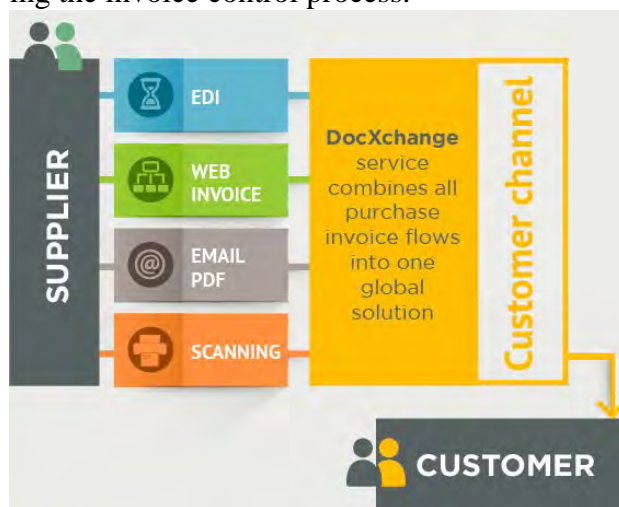 ing the invoice control process.
SUPPLIER
EDI
WEB
INVOICE
@
EMAIL
PDF
SCANNING
DocXchange
service
combines all
purchase
invoice flows
into one
global
solution
Customer channel
CUSTOMER